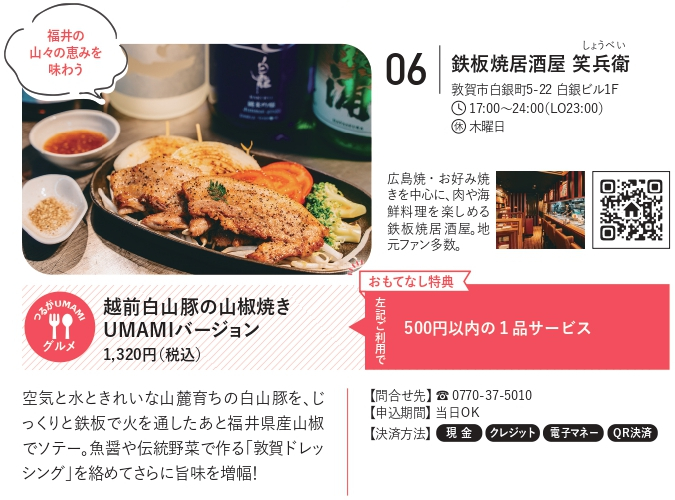 福井の
山々の恵みを
味わう
06
しょうべい
鉄板焼居酒屋 笑兵衛
敦賀市白銀町5-22 白銀ビル1F
17:00〜24:00(LO23:00)
休 木曜日
広島焼・お好み焼
きを中心に、肉や海
鮮料理を楽しめる
鉄板焼居酒屋。地
元ファン多数。
つるがUMAMI
グルメ
越前白山豚の山椒焼き
UMAMIバージョン
1,320円(税込)
おもてなし特典
左記ご利用で
500円以内の1品サービス
空気と水ときれいな山麓育ちの白山豚を、じ
っくりと鉄板で火を通したあと福井県産山椒
でソテー。魚醤や伝統野菜で作る「敦賀ドレッ
シング」を絡めてさらに旨味を増幅!
【問合せ先】☎0770-37-5010
【申込期間】当日OK
【決済方法】現金 クレジット 電子マネー QR決済